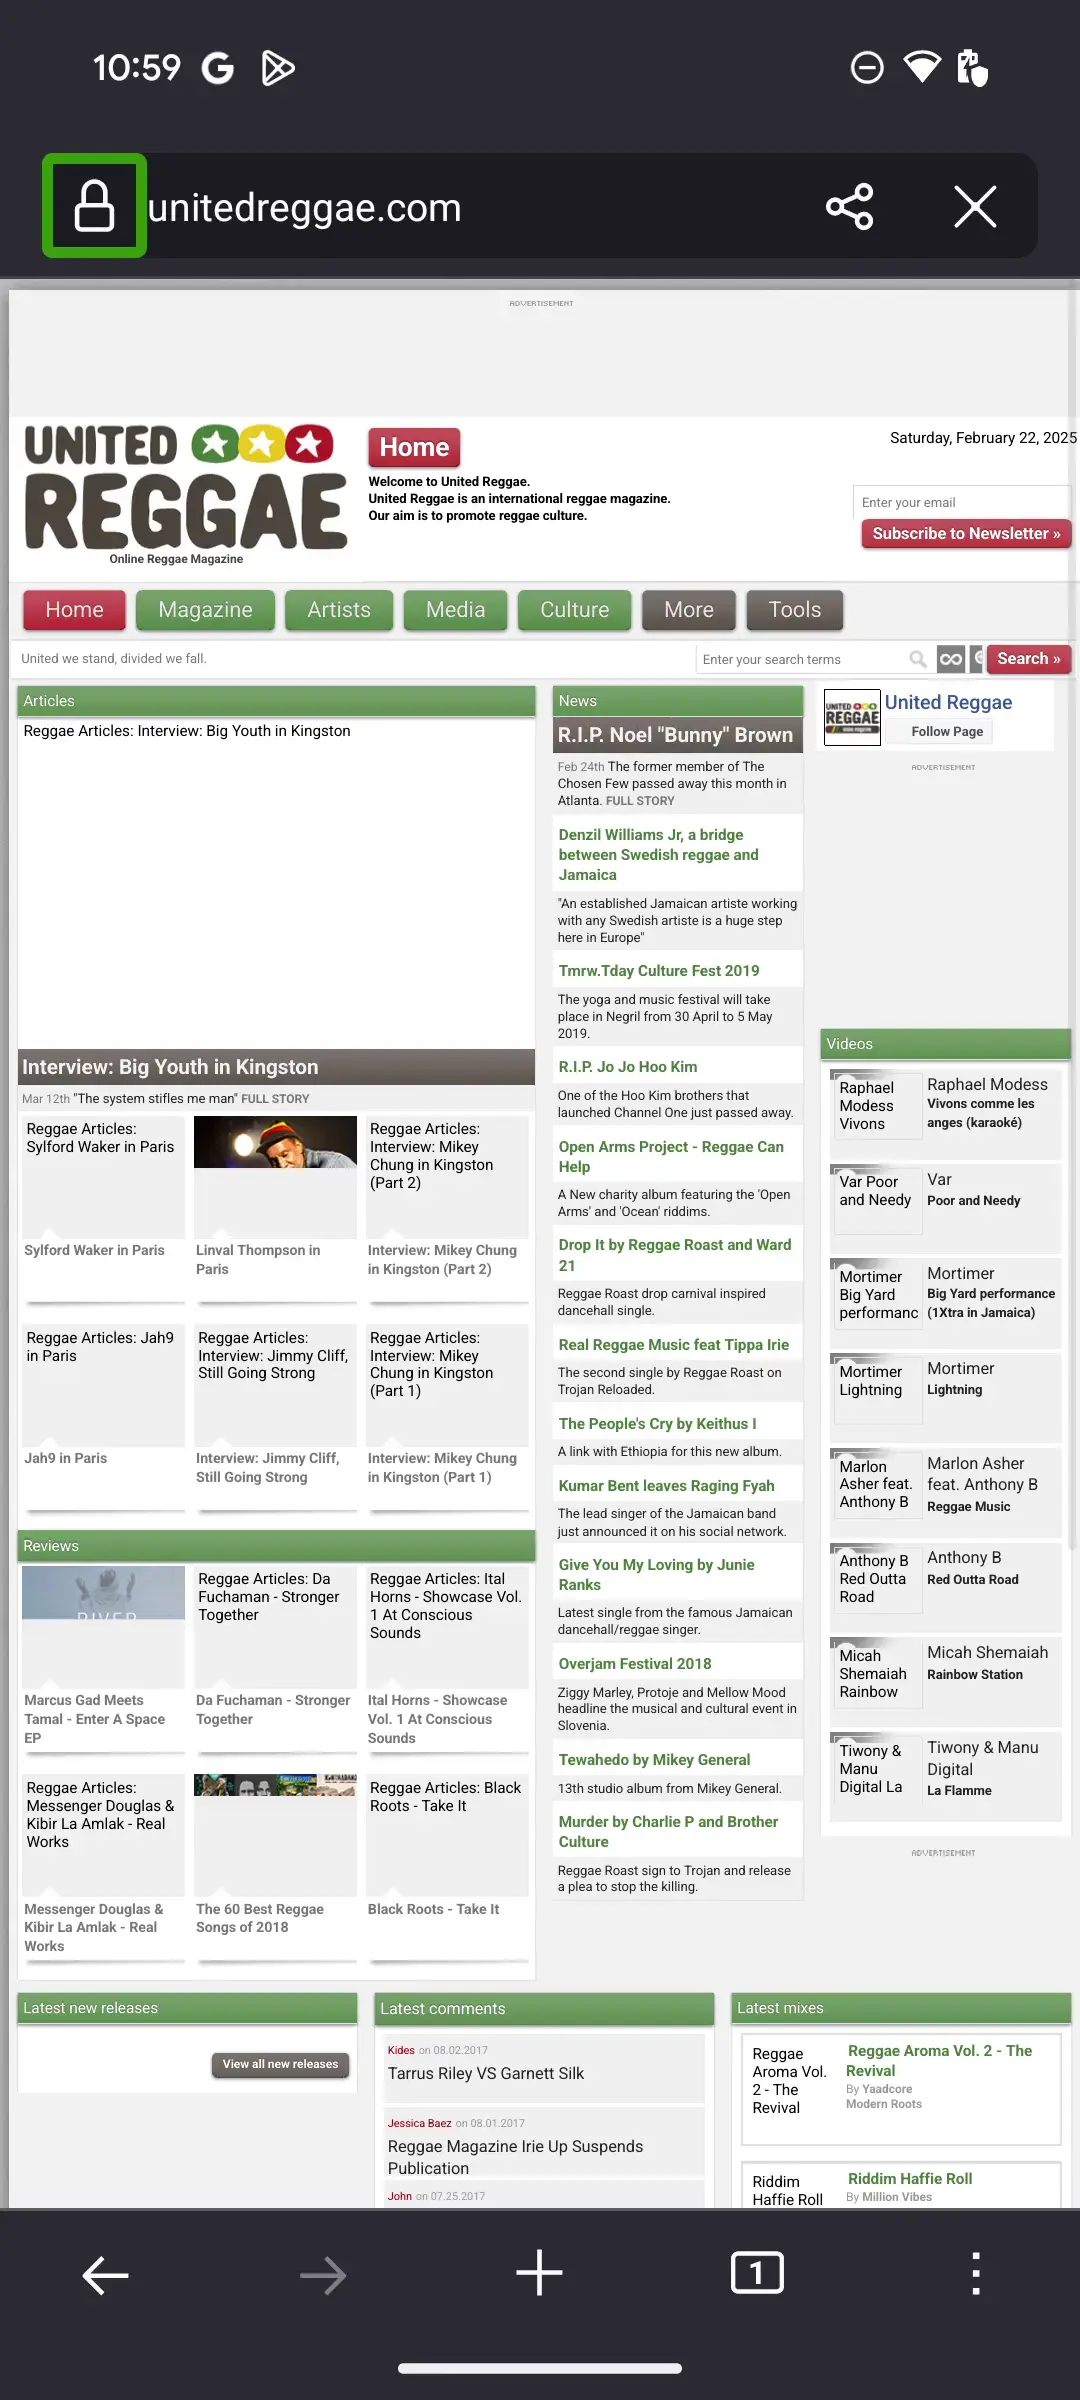 10:59
unitedreggae.com
ADVERTISEMENT
UNITED
REGGAE
Online Reggae Magazine
Home
Welcome to United Reggae.
United Reggae is an international reggae magazine.
Our aim is to promote reggae culture.
Saturday, February 22, 2025
Enter your email
Subscribe to Newsletter »
Home
Magazine
Artists
Media
Culture
More
Tools
United we stand, divided we fall.
Enter your search terms
Search »
Articles
Reggae Articles: Interview: Big Youth in Kingston
Interview: Big Youth in Kingston
Mar 12th "The system stifles me man" FULL STORY
Reggae Articles:
Sylford Waker in Paris
Sylford Waker in Paris
Linval Thompson in
Paris
Reggae Articles:
Interview: Mikey
Chung in Kingston
(Part 2)
Interview: Mikey Chung
in Kingston (Part 2)
Reggae Articles: Jah9
in Paris
Jah9 in Paris
Reggae Articles:
Interview: Jimmy Cliff,
Still Going Strong
Interview: Jimmy Cliff,
Still Going Strong
Reggae Articles:
Interview: Mikey
Chung in Kingston
(Part 1)
Interview: Mikey Chung
in Kingston (Part 1)
Reviews
RIVER
Marcus Gad Meets
Tamal - Enter A Space
EP
Reggae Articles: Da
Fuchaman - Stronger
Together
Da Fuchaman - Stronger
Together
Reggae Articles: Ital
Horns - Showcase Vol.
1 At Conscious
Sounds
Ital Horns - Showcase
Vol. 1 At Conscious
Sounds
Reggae Articles:
Messenger Douglas &
Kibir La Amlak - Real
Works
Messenger Douglas &
Kibir La Amlak - Real
Works
The 60 Best Reggae
Songs of 2018
Reggae Articles: Black
Roots - Take It
Black Roots - Take It
News
R.I.P. Noel "Bunny" Brown
Feb 24th The former member of The
Chosen Few passed away this month in
Atlanta. FULL STORY
Denzil Williams Jr, a bridge
between Swedish reggae and
Jamaica
"An established Jamaican artiste working
with any Swedish artiste is a huge step
here in Europe"
Tmrw.Tday Culture Fest 2019
The yoga and music festival will take
place in Negril from 30 April to 5 May
2019.
R.I.P. Jo Jo Hoo Kim
One of the Hoo Kim brothers that
launched Channel One just passed away.
Open Arms Project - Reggae Can
Help
A New charity album featuring the 'Open
Arms' and 'Ocean' riddims.
Drop It by Reggae Roast and Ward
21
Reggae Roast drop carnival inspired
dancehall single.
Real Reggae Music feat Tippa Irie
The second single by Reggae Roast on
Trojan Reloaded.
The People's Cry by Keithus I
A link with Ethiopia for this new album.
Kumar Bent leaves Raging Fyah
The lead singer of the Jamaican band
just announced it on his social network.
Give You My Loving by Junie
Ranks
Latest single from the famous Jamaican
dancehall/reggae singer.
Overjam Festival 2018
Ziggy Marley, Protoje and Mellow Mood
headline the musical and cultural event in
Slovenia.
Tewahedo by Mikey General
13th studio album from Mikey General.
Murder by Charlie P and Brother
Culture
Reggae Roast sign to Trojan and release
a plea to stop the killing.
UNITED
REGGAE
United Reggae
Follow Page
ADVERTISEMENT
Videos
Raphael
Modess
Vivons
Raphael Modess
Vivons comme les
anges (karaoké)
Var Poor
and Needy
Var
Poor and Needy
Mortimer
Big Yard
performanc
Mortimer
Big Yard performance
(1Xtra in Jamaica)
Mortimer
Lightning
Mortimer
Lightning
Marlon
Asher feat.
Anthony B
Marlon Asher
feat. Anthony B
Reggae Music
Anthony B
Red Outta
Road
Anthony B
Red Outta Road
Micah
Shemaiah
Rainbow
Micah Shemaiah
Rainbow Station
Tiwony &
Manu
Digital La
Tiwony & Manu
Digital
La Flamme
ADVERTISEMENT
Latest new releases
View all new releases
Latest comments
Kides on 08.02.2017
Tarrus Riley VS Garnett Silk
Jessica Baez on 08.01.2017
Reggae Magazine Irie Up Suspends
Publication
John on 07.25.2017
Latest mixes
Reggae
Aroma Vol.
2 - The
Revival
Reggae Aroma Vol. 2 - The
Revival
By Yaadcore
Modern Roots
Riddim
Haffie Roll
Riddim Haffie Roll
By Million Vibes
1